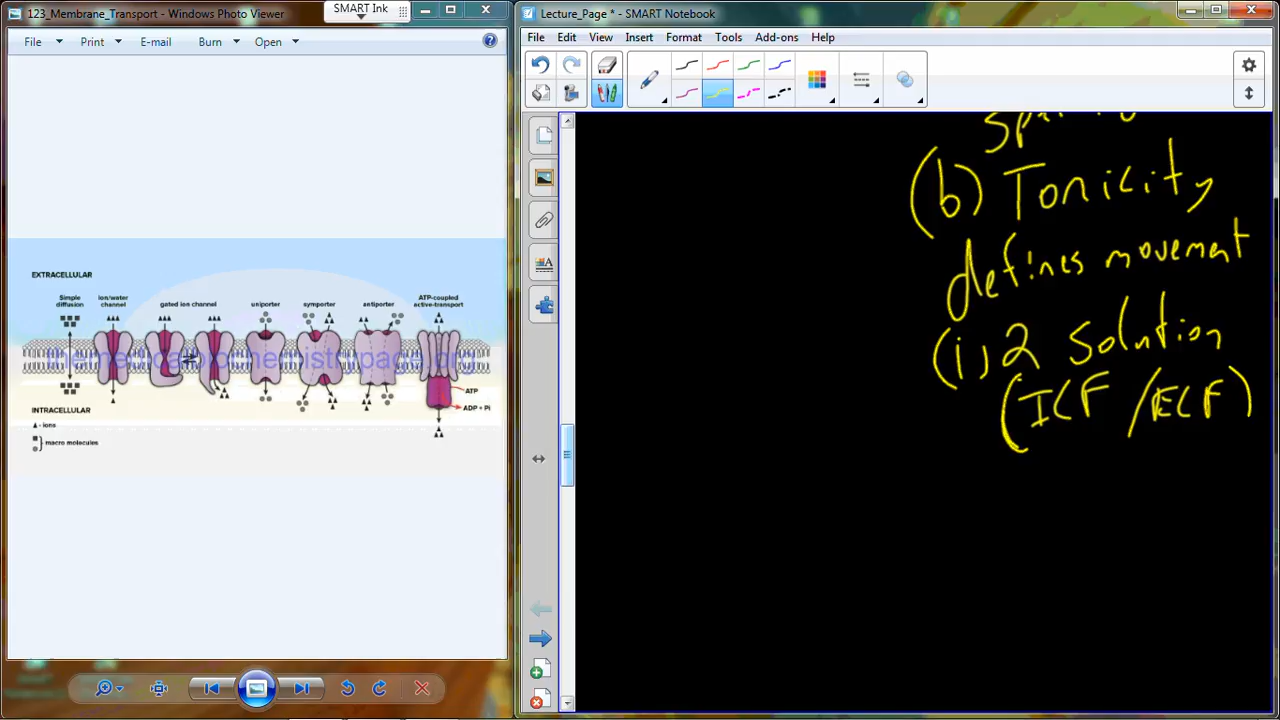 123_Membrane_Transport - Windows Photo Viewer
SMART Ink
File Print E-mail Burn Open
EXTRACELLULAR
Simple diffusion
ion/water channel
gated ion channel
uniporter
symporter
antiporter
ATP-coupled active-transport
themedicalbiochemistrypage.org
ATP
ADP + Pi
INTRACELLULAR
- ions
macro molecules
Lecture_Page * - SMART Notebook
File Edit View Insert Format Tools Add-ons Help
(b) Tonicity
defines movement
(i) 2 Solution
(ICF / ECF)